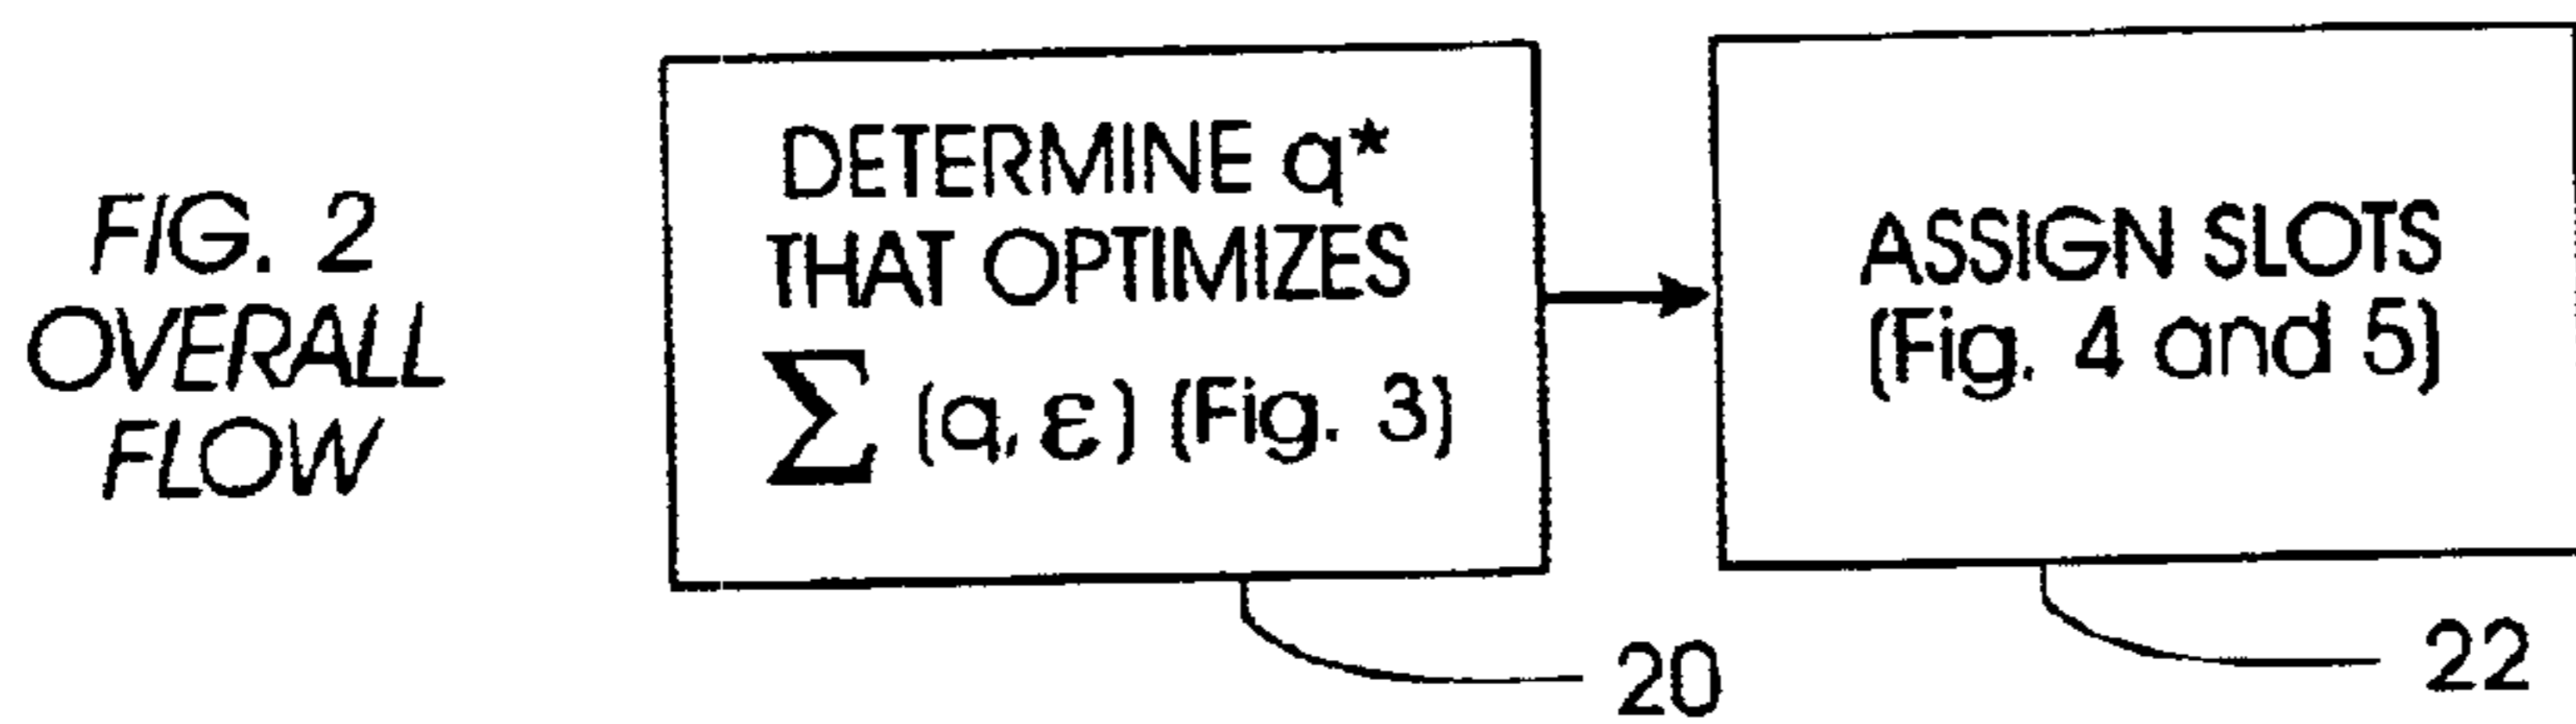 FIG. 2
OVERALL
FLOW
DETERMINE q*
THAT OPTIMIZES
∑ (q, ε) (Fig. 3)
20
ASSIGN SLOTS
(Fig. 4 and 5)
22